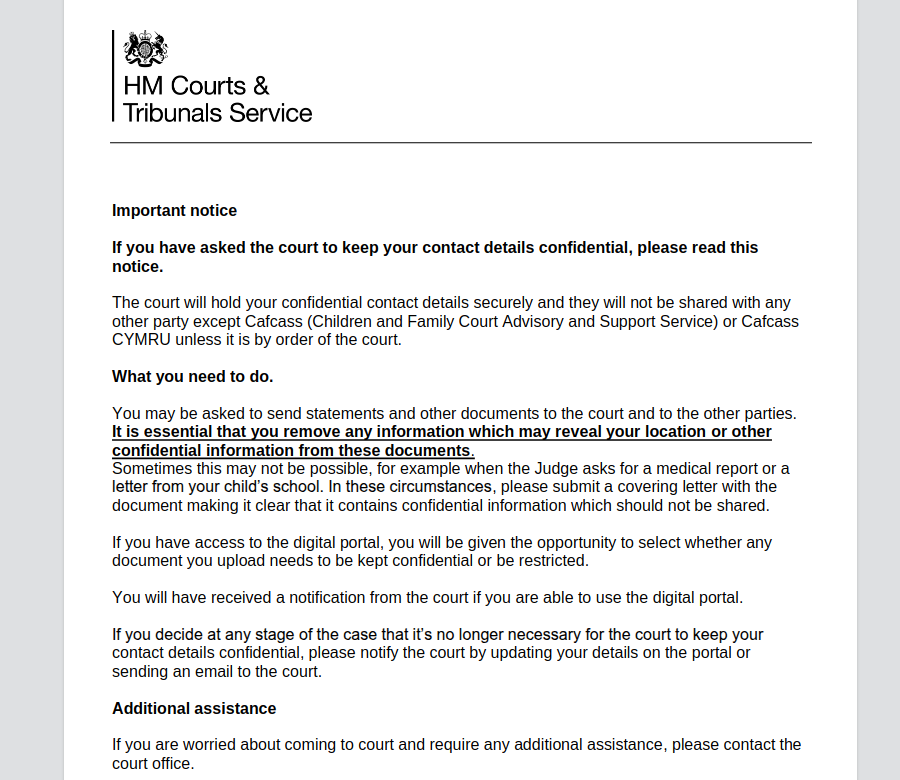 HM Courts &
Tribunals Service
Important notice
If you have asked the court to keep your contact details confidential, please read this
notice.
The court will hold your confidential contact details securely and they will not be shared with any
other party except Cafcass (Children and Family Court Advisory and Support Service) or Cafcass
CYMRU unless it is by order of the court.
What you need to do.
You may be asked to send statements and other documents to the court and to the other parties.
It is essential that you remove any information which may reveal your location or other
confidential information from these documents.
Sometimes this may not be possible, for example when the Judge asks for a medical report or a
letter from your child’s school. In these circumstances, please submit a covering letter with the
document making it clear that it contains confidential information which should not be shared.
If you have access to the digital portal, you will be given the opportunity to select whether any
document you upload needs to be kept confidential or be restricted.
You will have received a notification from the court if you are able to use the digital portal.
If you decide at any stage of the case that it’s no longer necessary for the court to keep your
contact details confidential, please notify the court by updating your details on the portal or
sending an email to the court.
Additional assistance
If you are worried about coming to court and require any additional assistance, please contact the
court office.